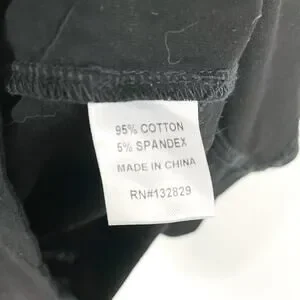 95% COTTON
5% SPANDEX
MADE IN CHINA
RN#132829